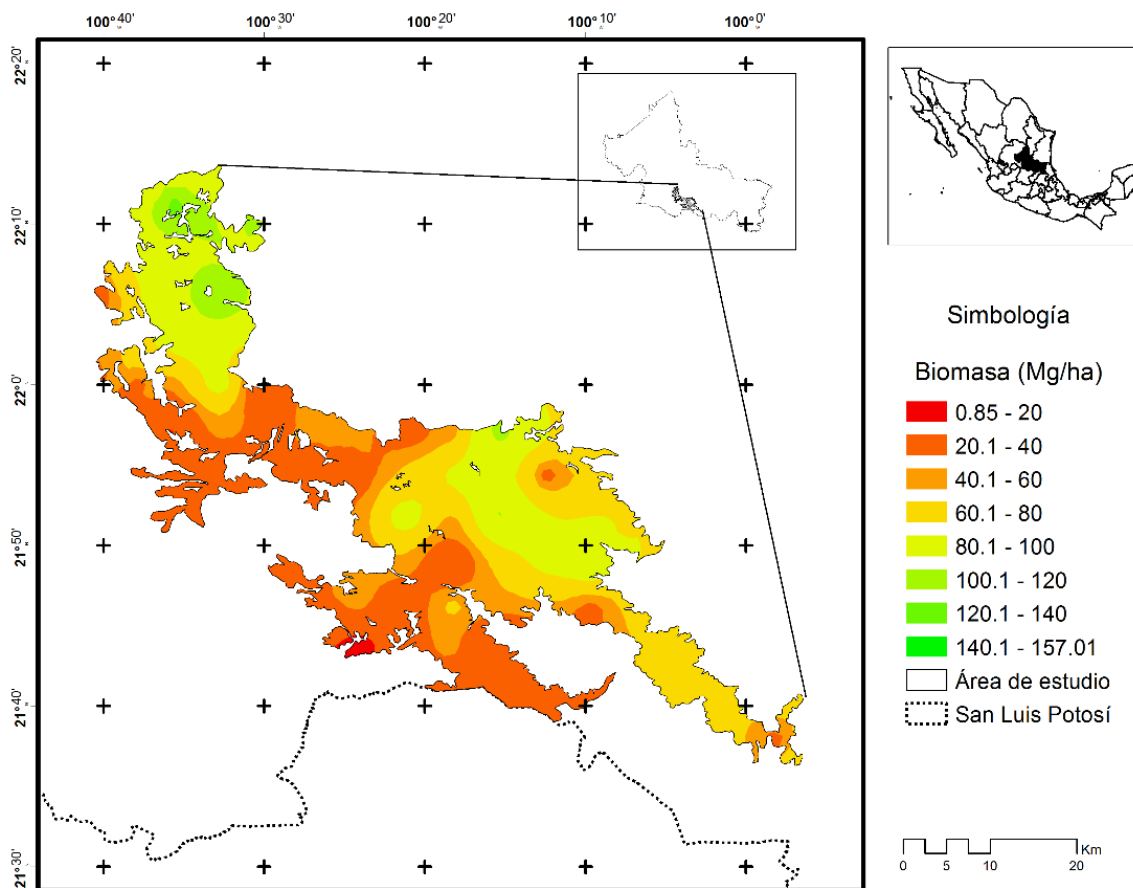 100°40' 100°30' 100°20' 100°10' 100°0'
22°20'
22°10'
22°0'
21°50'
21°40'
21°30'
Simbología
Biomasa (Mg/ha)
0.85 - 20
20.1 - 40
40.1 - 60
60.1 - 80
80.1 - 100
100.1 - 120
120.1 - 140
140.1 - 157.01
Área de estudio
San Luis Potosí
Km
0 5 10 20